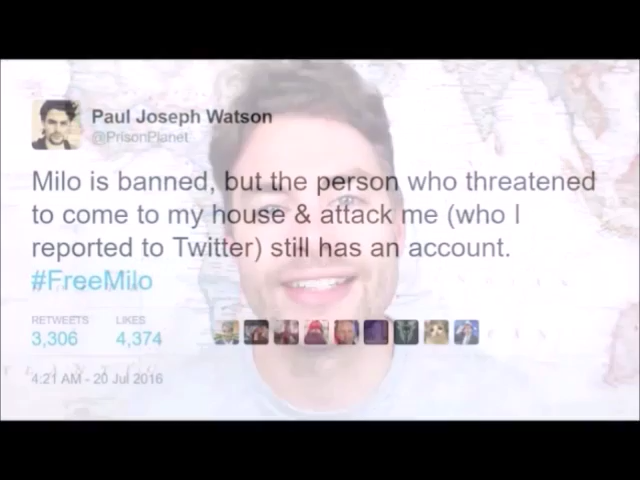 Paul Joseph Watson
@PrisonPlanet
Milo is banned, but the person who threatened
to come to my house & attack me (who I
reported to Twitter) still has an account.
#FreeMilo
RETWEETS LIKES
3,306 4,374
4:21 AM - 20 Jul 2016